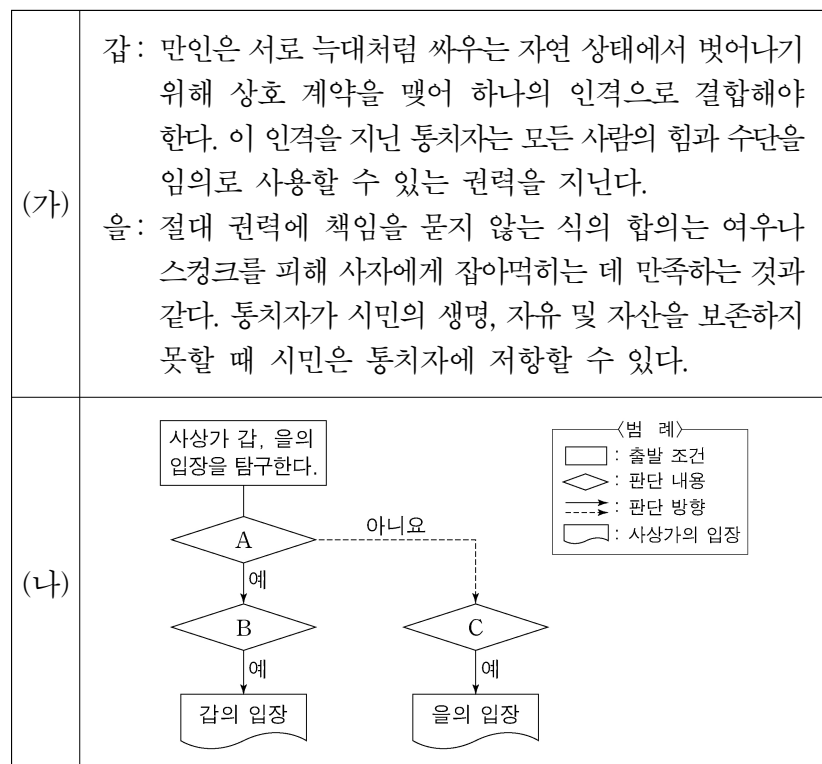 (가)
갑: 만인은 서로 늑대처럼 싸우는 자연 상태에서 벗어나기
위해 상호 계약을 맺어 하나의 인격으로 결합해야
한다. 이 인격을 지닌 통치자는 모든 사람의 힘과 수단을
임의로 사용할 수 있는 권력을 지닌다.
을: 절대 권력에 책임을 묻지 않는 식의 합의는 여우나
스컹크를 피해 사자에게 잡아먹히는 데 만족하는 것과
같다. 통치자가 시민의 생명, 자유 및 자산을 보존하지
못할 때 시민은 통치자에 저항할 수 있다.
(나)
사상가 갑, 을의
입장을 탐구한다.
〈범 례〉
: 출발 조건
: 판단 내용
: 판단 방향
: 사상가의 입장
A
아니요
예
B
C
예
예
갑의 입장
을의 입장